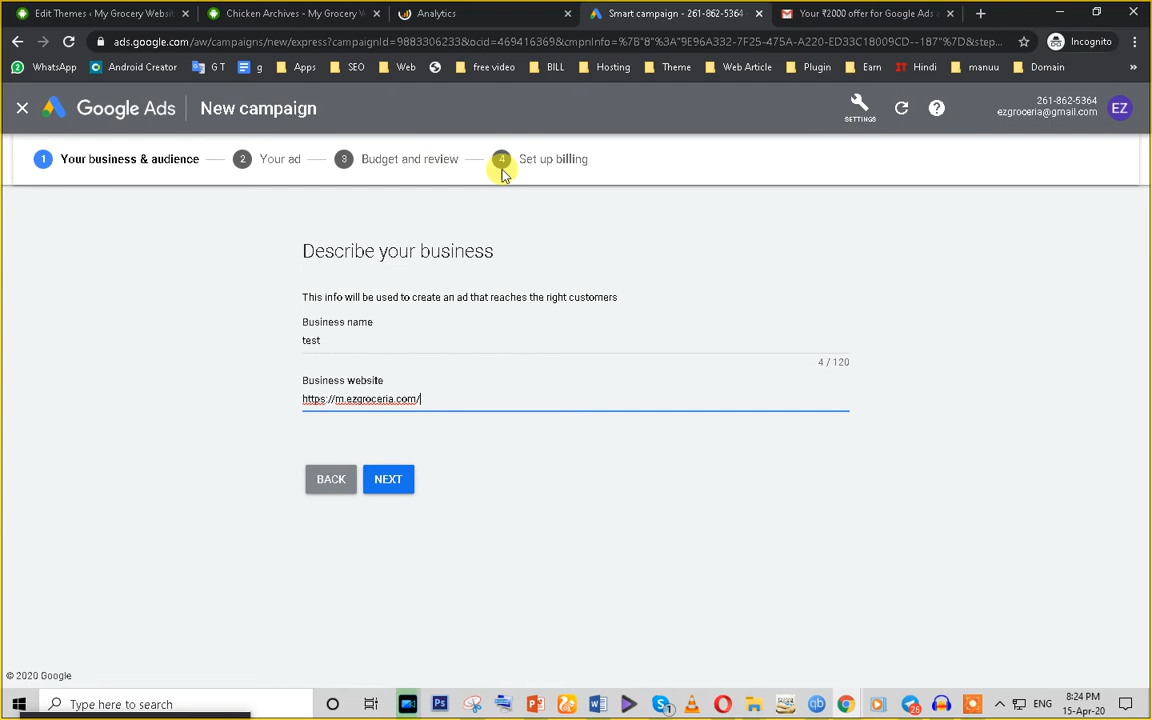 Edit Themes ‹ My Grocery Websit
Chicken Archives - My Grocery V
Analytics
Smart campaign - 261-862-5364
Your ₹2000 offer for Google Ads
ads.google.com/aw/campaigns/new/express?campaignId=9883306233&ocid=469416369&cmpnInfo=%7B"8"%3A"9E96A332-7F25-475A-A220-ED33C18009CD--187"%7D&step...
Incognito
WhatsApp
Android Creator
G T
g
Apps
SEO
Web
free video
BILL
Hosting
Theme
Web Article
Plugin
Earn
Hindi
manuu
Domain
»
Google Ads
New campaign
SETTINGS
261-862-5364
ezgroceria@gmail.com
EZ
1 Your business & audience
2 Your ad
3 Budget and review
4 Set up billing
Describe your business
This info will be used to create an ad that reaches the right customers
Business name
test
4 / 120
Business website
https://m.ezgroceria.com/
BACK
NEXT
© 2020 Google
Type here to search
ENG
8:24 PM
15-Apr-20